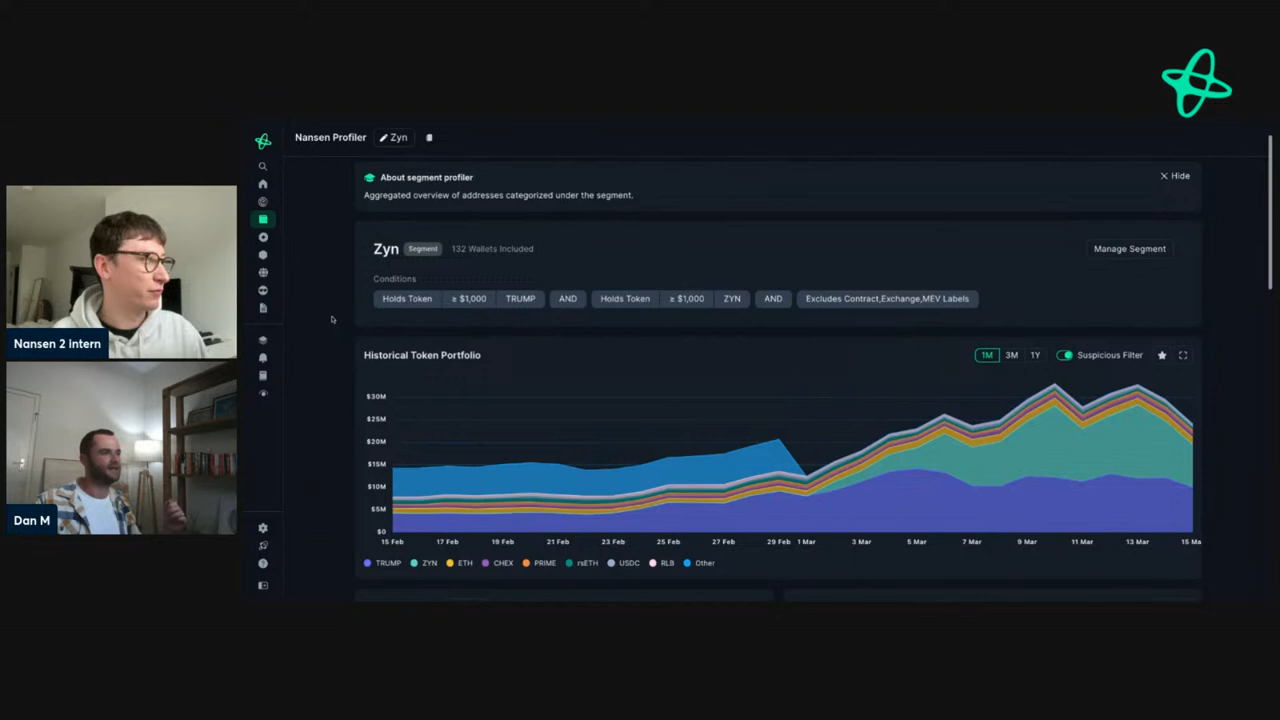 Nansen Profiler Zyn
About segment profiler
Hide
Aggregated overview of addresses categorized under the segment.
Zyn Segment 132 Wallets Included
Manage Segment
Conditions
Holds Token ≥ $1,000 TRUMP AND Holds Token ≥ $1,000 ZYN AND Excludes Contract,Exchange,MEV Labels
Historical Token Portfolio
1M 3M 1Y Suspicious Filter
$30M
$25M
$20M
$15M
$10M
$5M
$0
15 Feb 17 Feb 19 Feb 21 Feb 23 Feb 25 Feb 27 Feb 29 Feb 1 Mar 3 Mar 5 Mar 7 Mar 9 Mar 11 Mar 13 Mar 15 Ma
TRUMP ZYN ETH CHEX PRIME rsETH USDC RLB Other
Nansen 2 Intern
Dan M